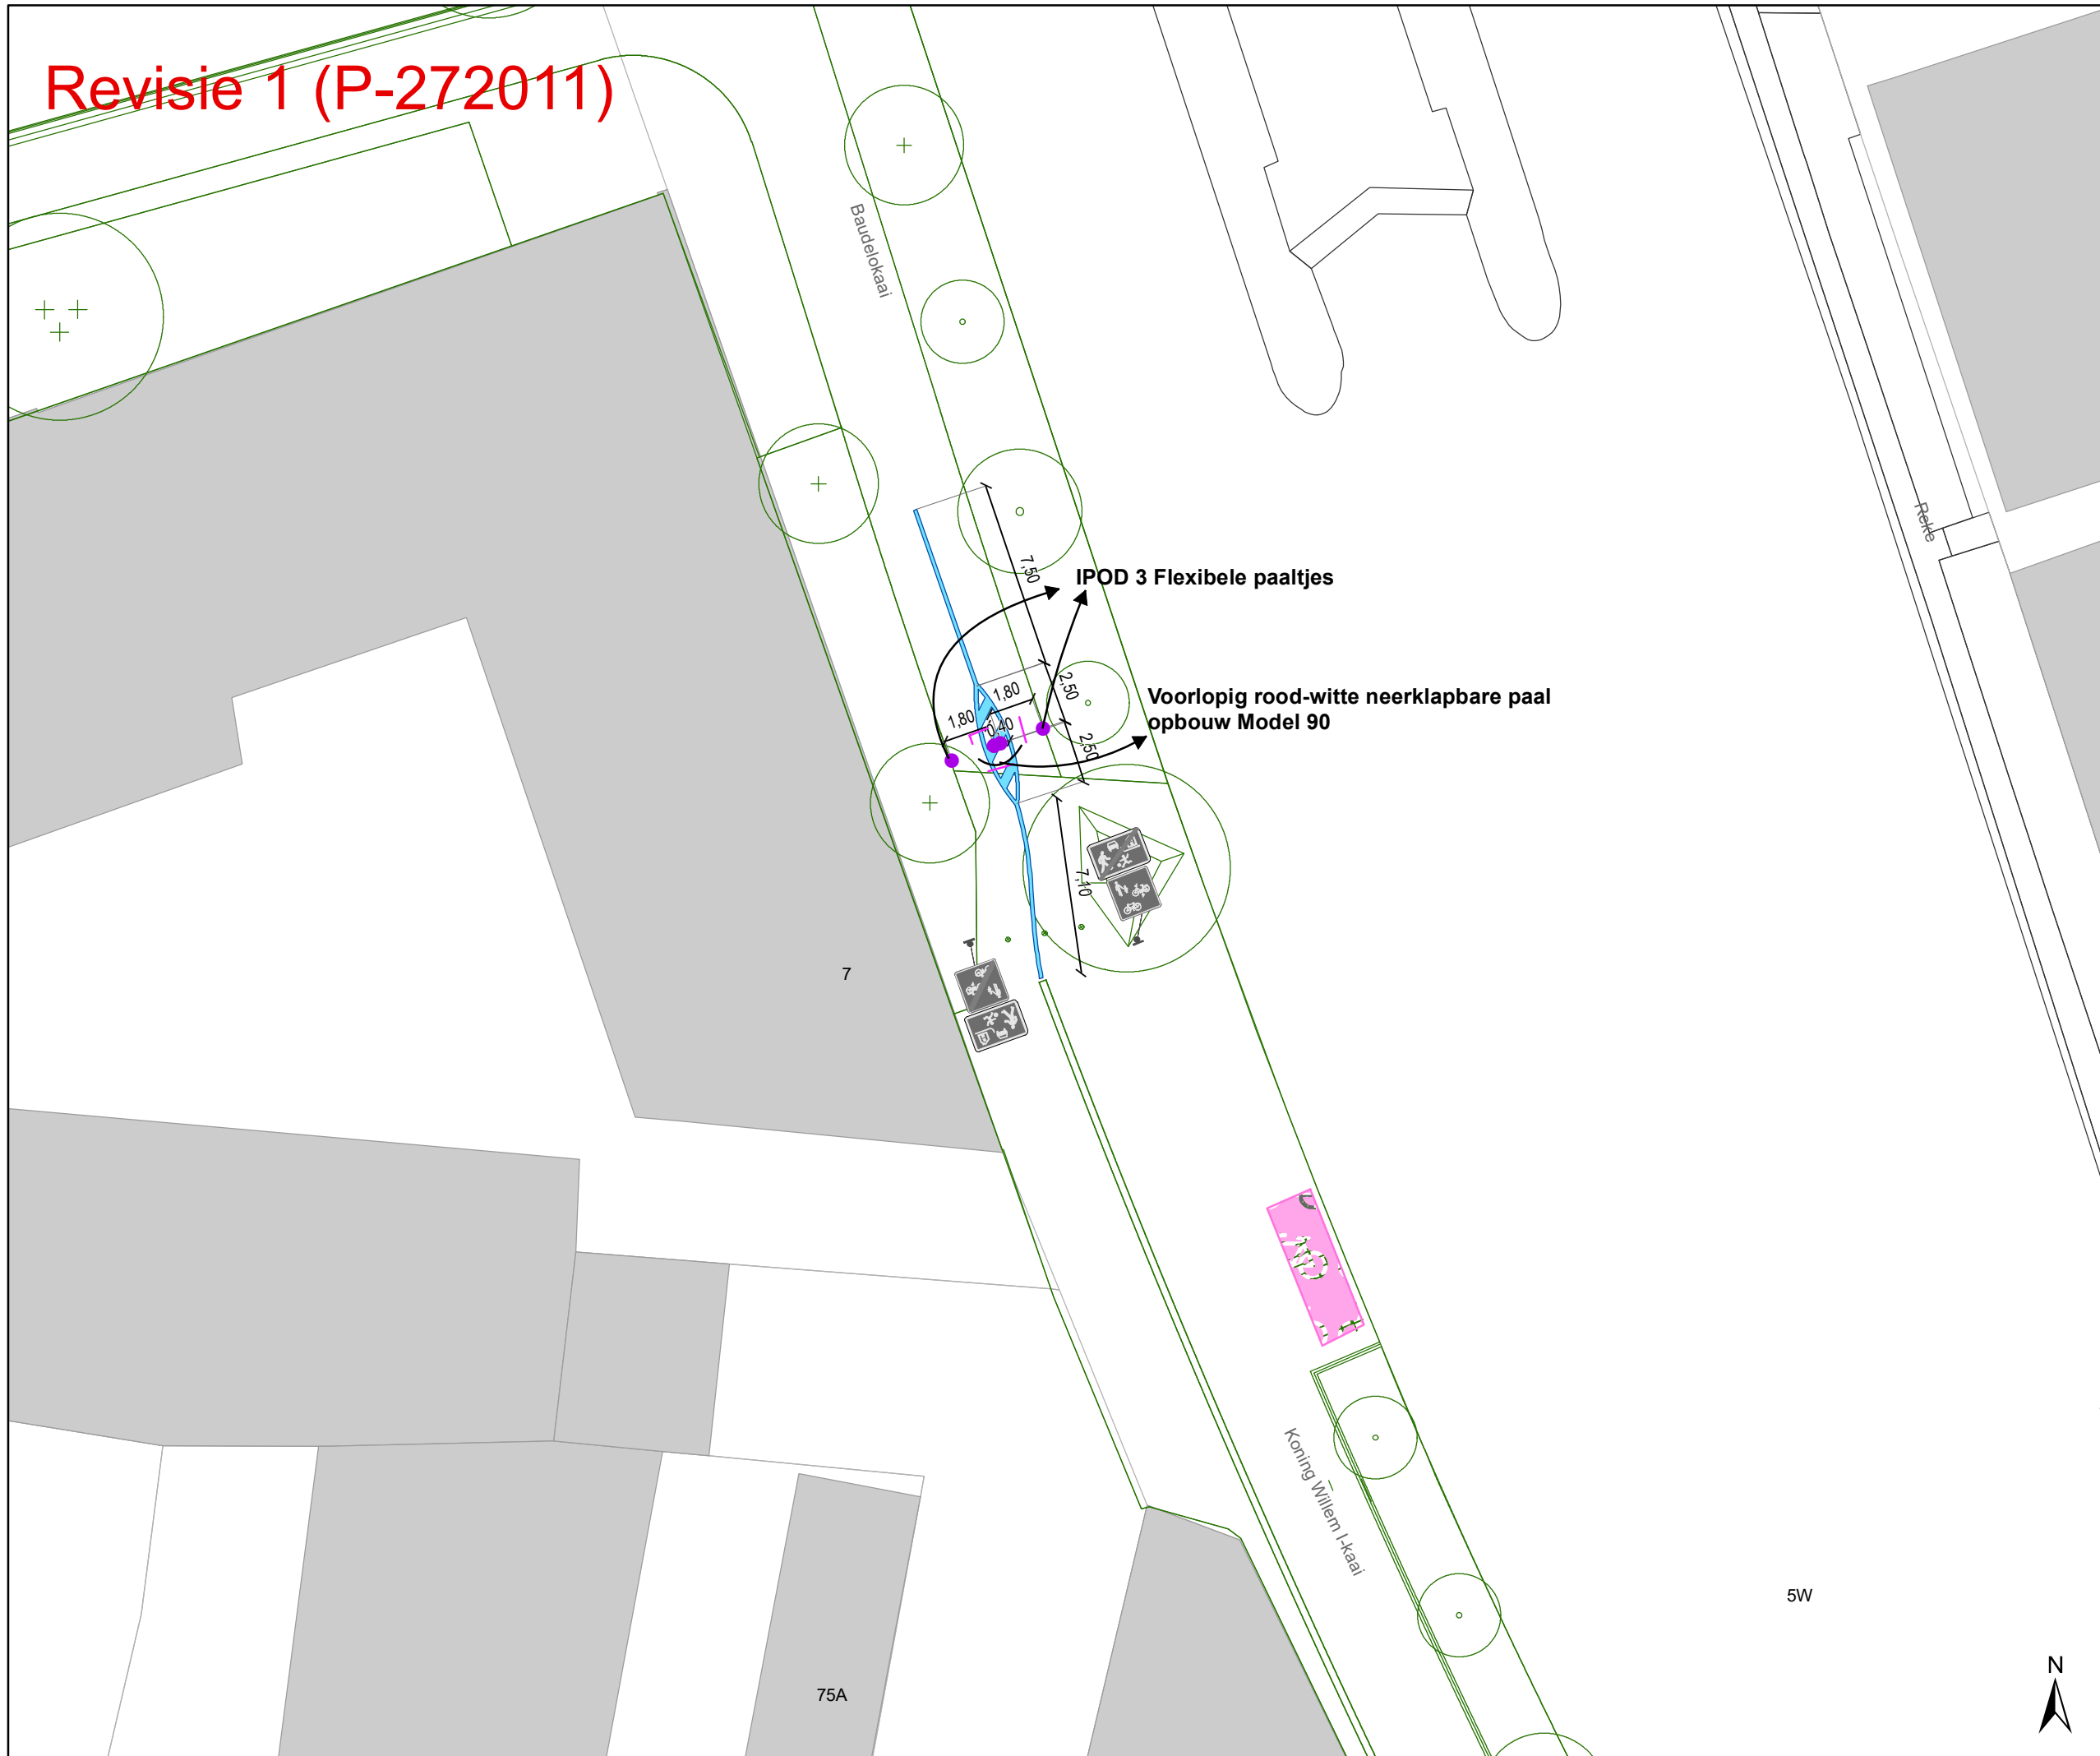 Revisie 1 (P-272011)
Baudelokaai
Reke
7,50
IPOD 3 Flexibele paaltjes
2,50
1,80
Voorlopig rood-witte neerklapbare paal
opbouw Model 90
1,80
0,40
2,50
7,10
7
Koning Willem I-kaai
5W
75A
N